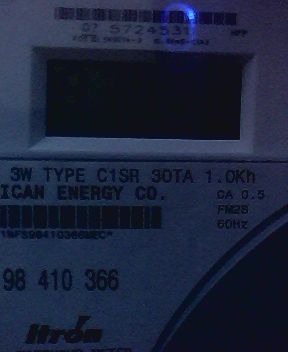 07 5724531
3W TYPE C1SR 30TA 1.0Kh
ICAN ENERGY CO. CA 0.5
FM2S
60Hz
98 410 366
Itron